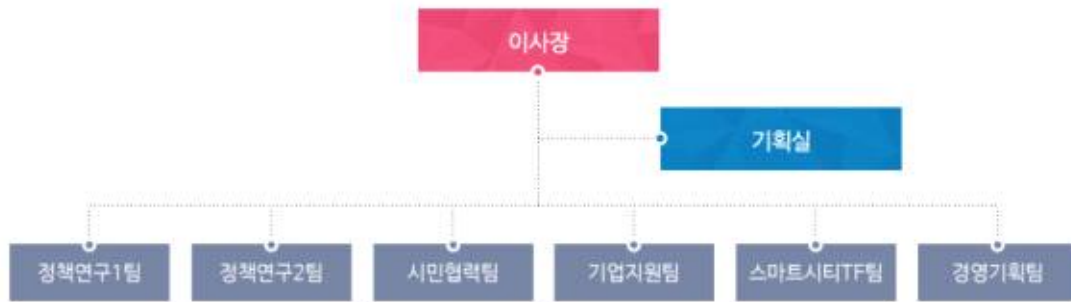 이사장
기획실
정책연구1팀
정책연구2팀
시민협력팀
기업지원팀
스마트시티TF팀
경영기획팀